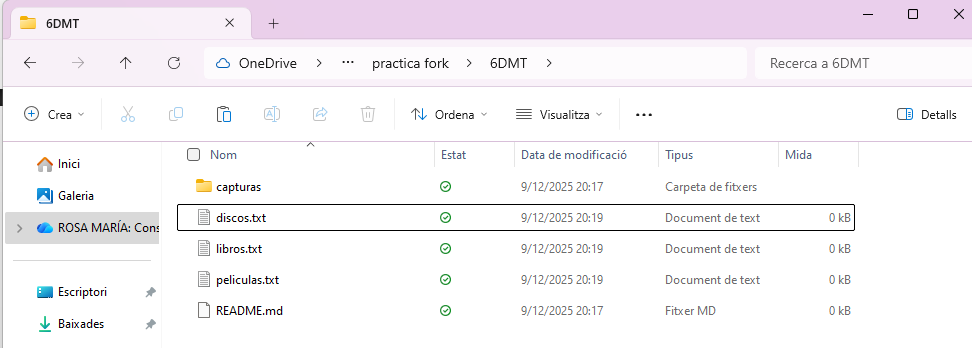 6DMT
OneDrive > ... practica fork > 6DMT >
Recerca a 6DMT
Crea
Ordena
Visualitza
Detalls
Inici
Galeria
ROSA MARÍA: Cons
Escriptori
Baixades
Nom Estat Data de modificació Tipus Mida
capturas 9/12/2025 20:17 Carpeta de fitxers
discos.txt 9/12/2025 20:19 Document de text 0 kB
libros.txt 9/12/2025 20:19 Document de text 0 kB
peliculas.txt 9/12/2025 20:19 Document de text 0 kB
README.md 9/12/2025 20:17 Fitxer MD 0 kB